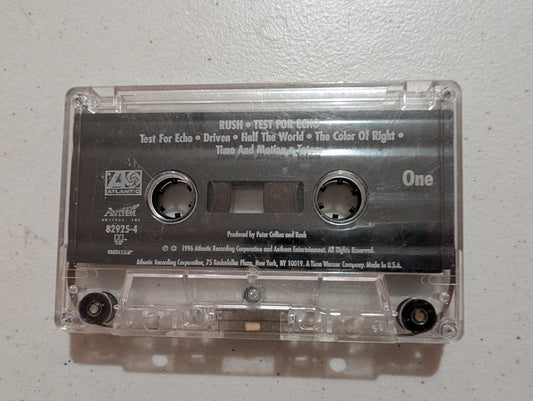 RUSH • TEST FOR ECHO
Test For Echo • Driven • Half The World • The Color Of Right •
Time And Motion • Totem
One
ATLANTIC
ANTHEM
82925-4
Produced by Peter Collins and Rush
℗ © 1996 Atlantic Recording Corporation and Anthem Entertainment. All Rights Reserved.
Atlantic Recording Corporation, 75 Rockefeller Plaza, New York, NY 10019. A Time Warner Company. Made In U.S.A.